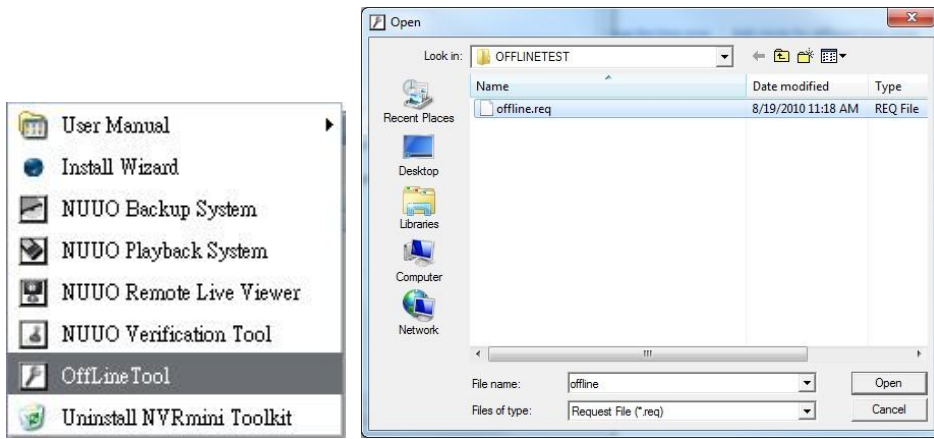 User Manual
Install Wizard
NUUO Backup System
NUUO Playback System
NUUO Remote Live Viewer
NUUO Verification Tool
OffLineTool
Uninstall NVRmini Toolkit
Open
Look in: OFFLINETEST
Name Date modified Type
offline.req 8/19/2010 11:18 AM REQ File
Recent Places
Desktop
Libraries
Computer
Network
File name: offline Open
Files of type: Request File (*.req) Cancel